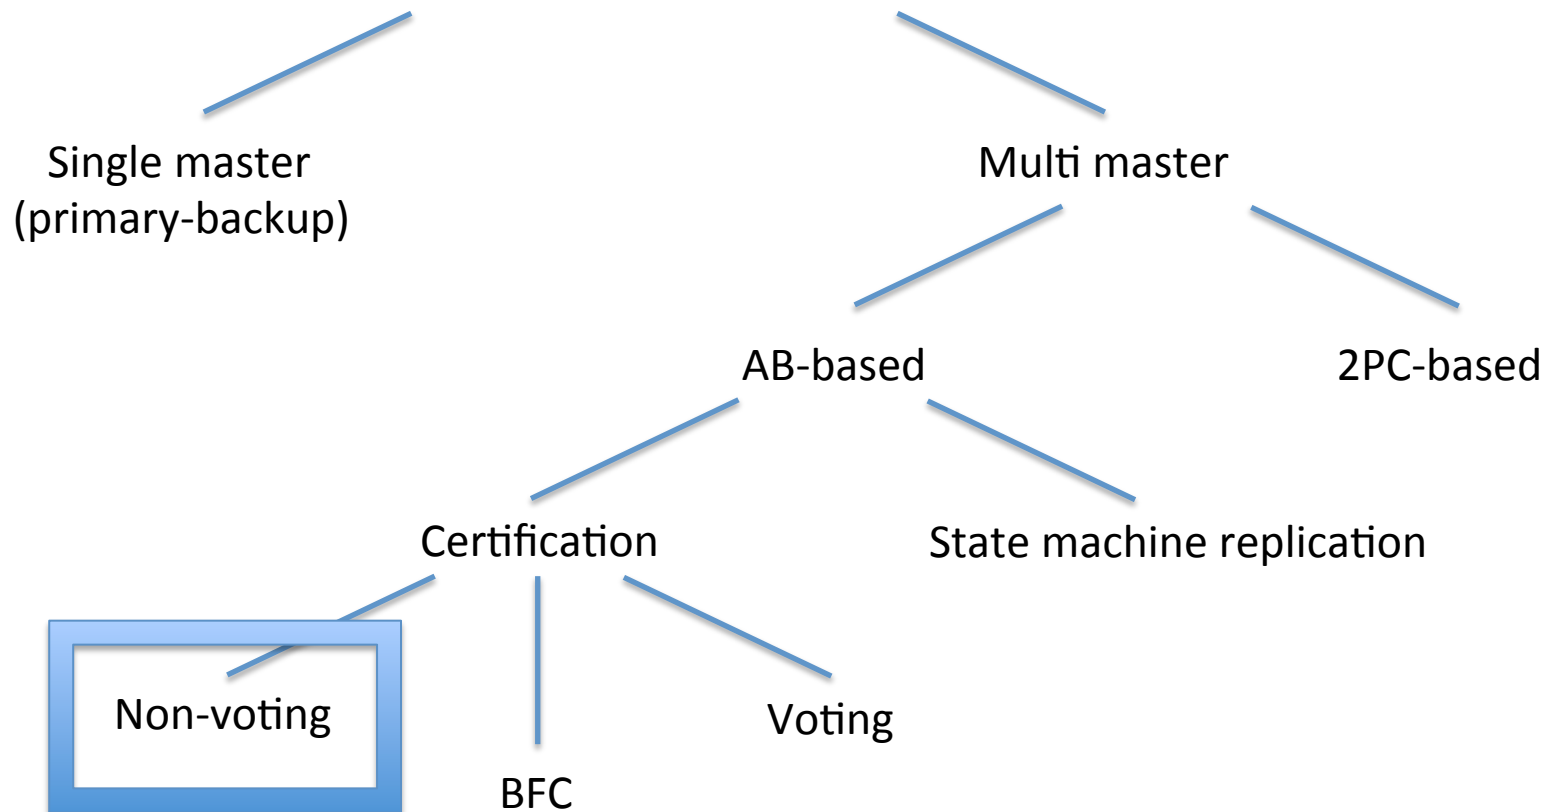 Single master
(primary-backup)
Multi master
AB-based
2PC-based
Certification
State machine replication
Non-voting
Voting
BFC